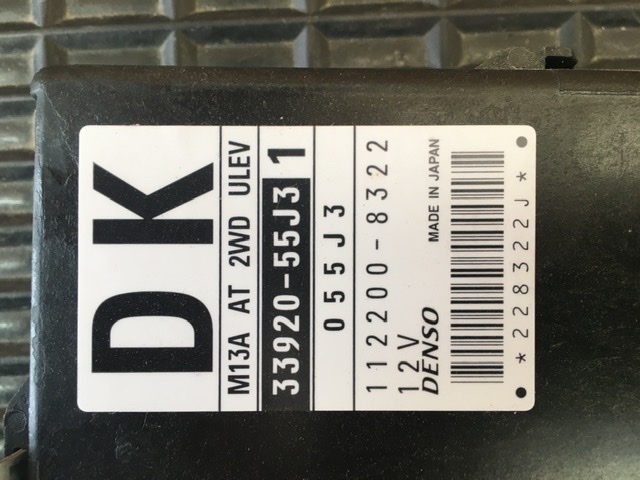 DK
M13A AT 2WD ULEV
33920-55J3 1
055J3
112200-8322
12V
DENSO MADE IN JAPAN
*228322J*